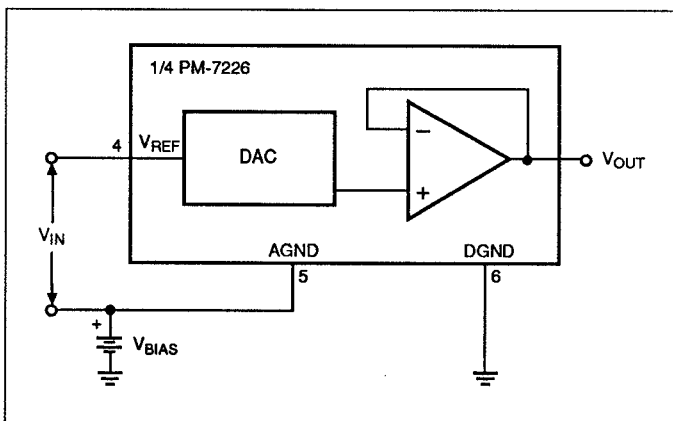 1/4 PM-7226
4
VREF
DAC
−
+
VOUT
VIN
AGND
DGND
5
6
+
VBIAS